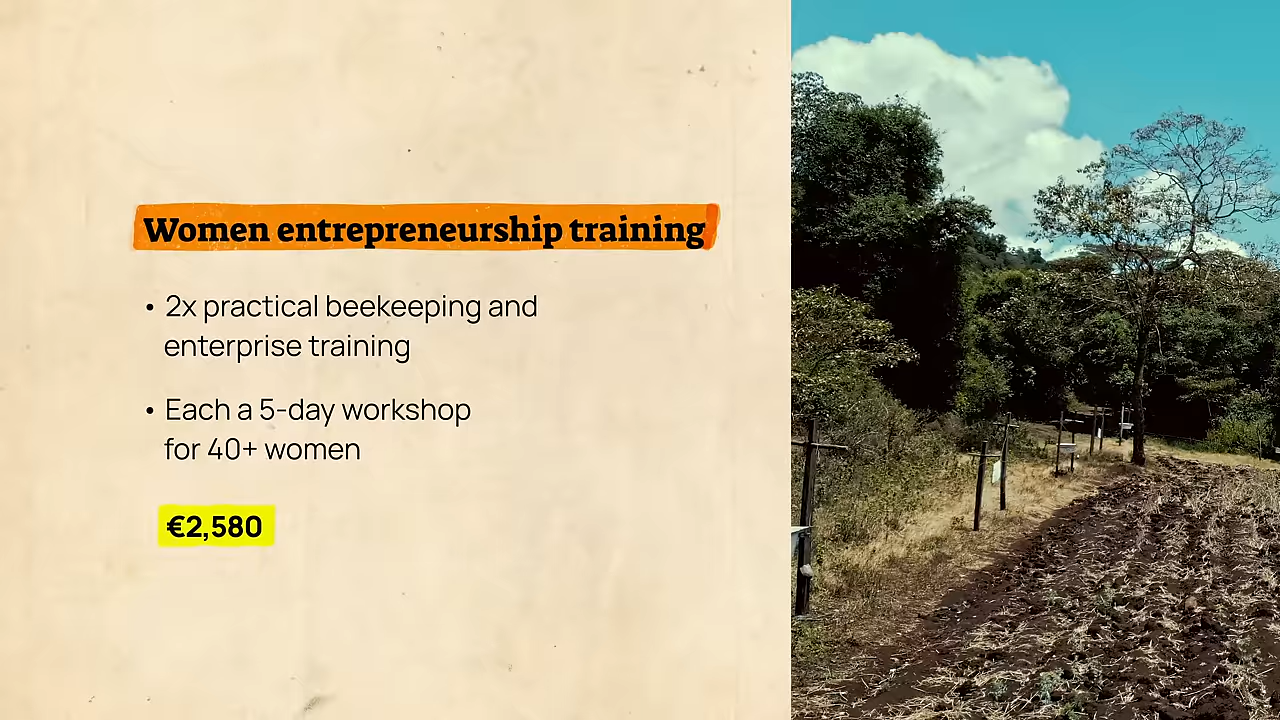 Women entrepreneurship training
• 2x practical beekeeping and
enterprise training
• Each a 5-day workshop
for 40+ women
€2,580